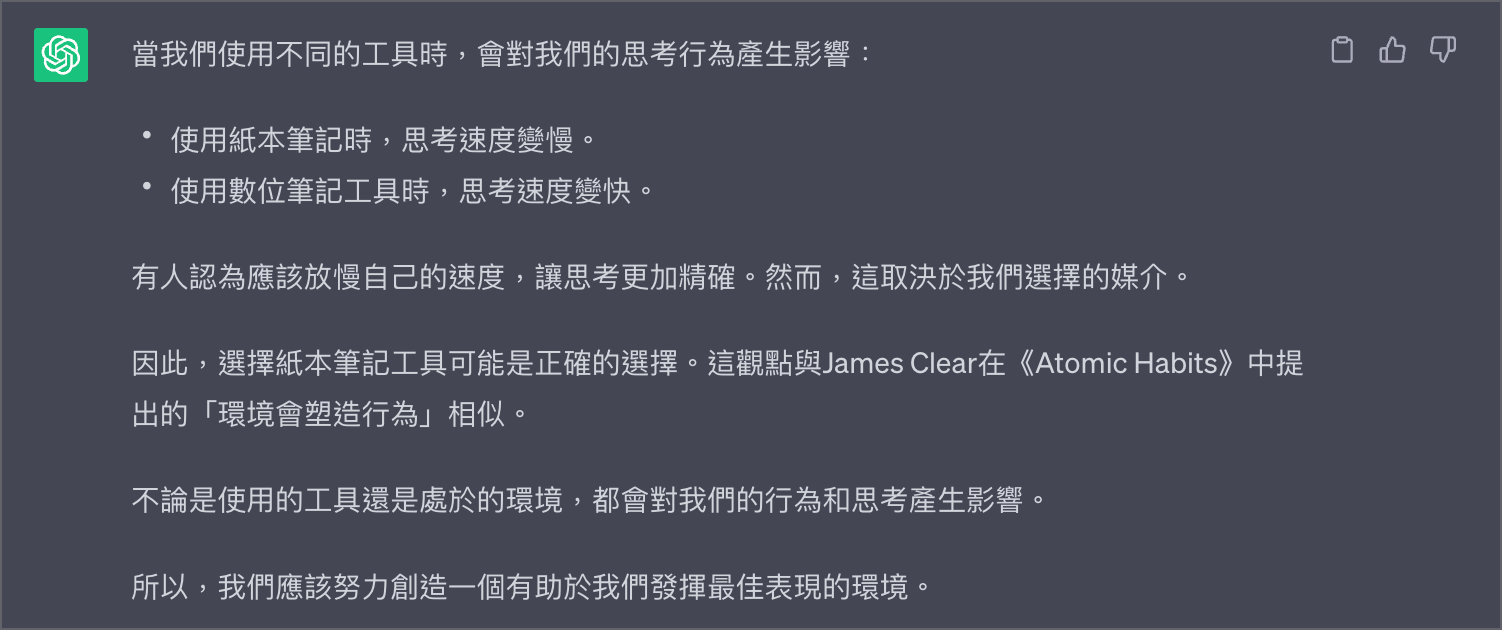 當我們使用不同的工具時，會對我們的思考行為產生影響：
• 使用紙本筆記時，思考速度變慢。
• 使用數位筆記工具時，思考速度變快。
有人認為應該放慢自己的速度，讓思考更加精確。然而，這取決於我們選擇的媒介。
因此，選擇紙本筆記工具可能是正確的選擇。這觀點與James Clear在《Atomic Habits》中提
出的「環境會塑造行為」相似。
不論是使用的工具還是處於的環境，都會對我們的行為和思考產生影響。
所以，我們應該努力創造一個有助於我們發揮最佳表現的環境。